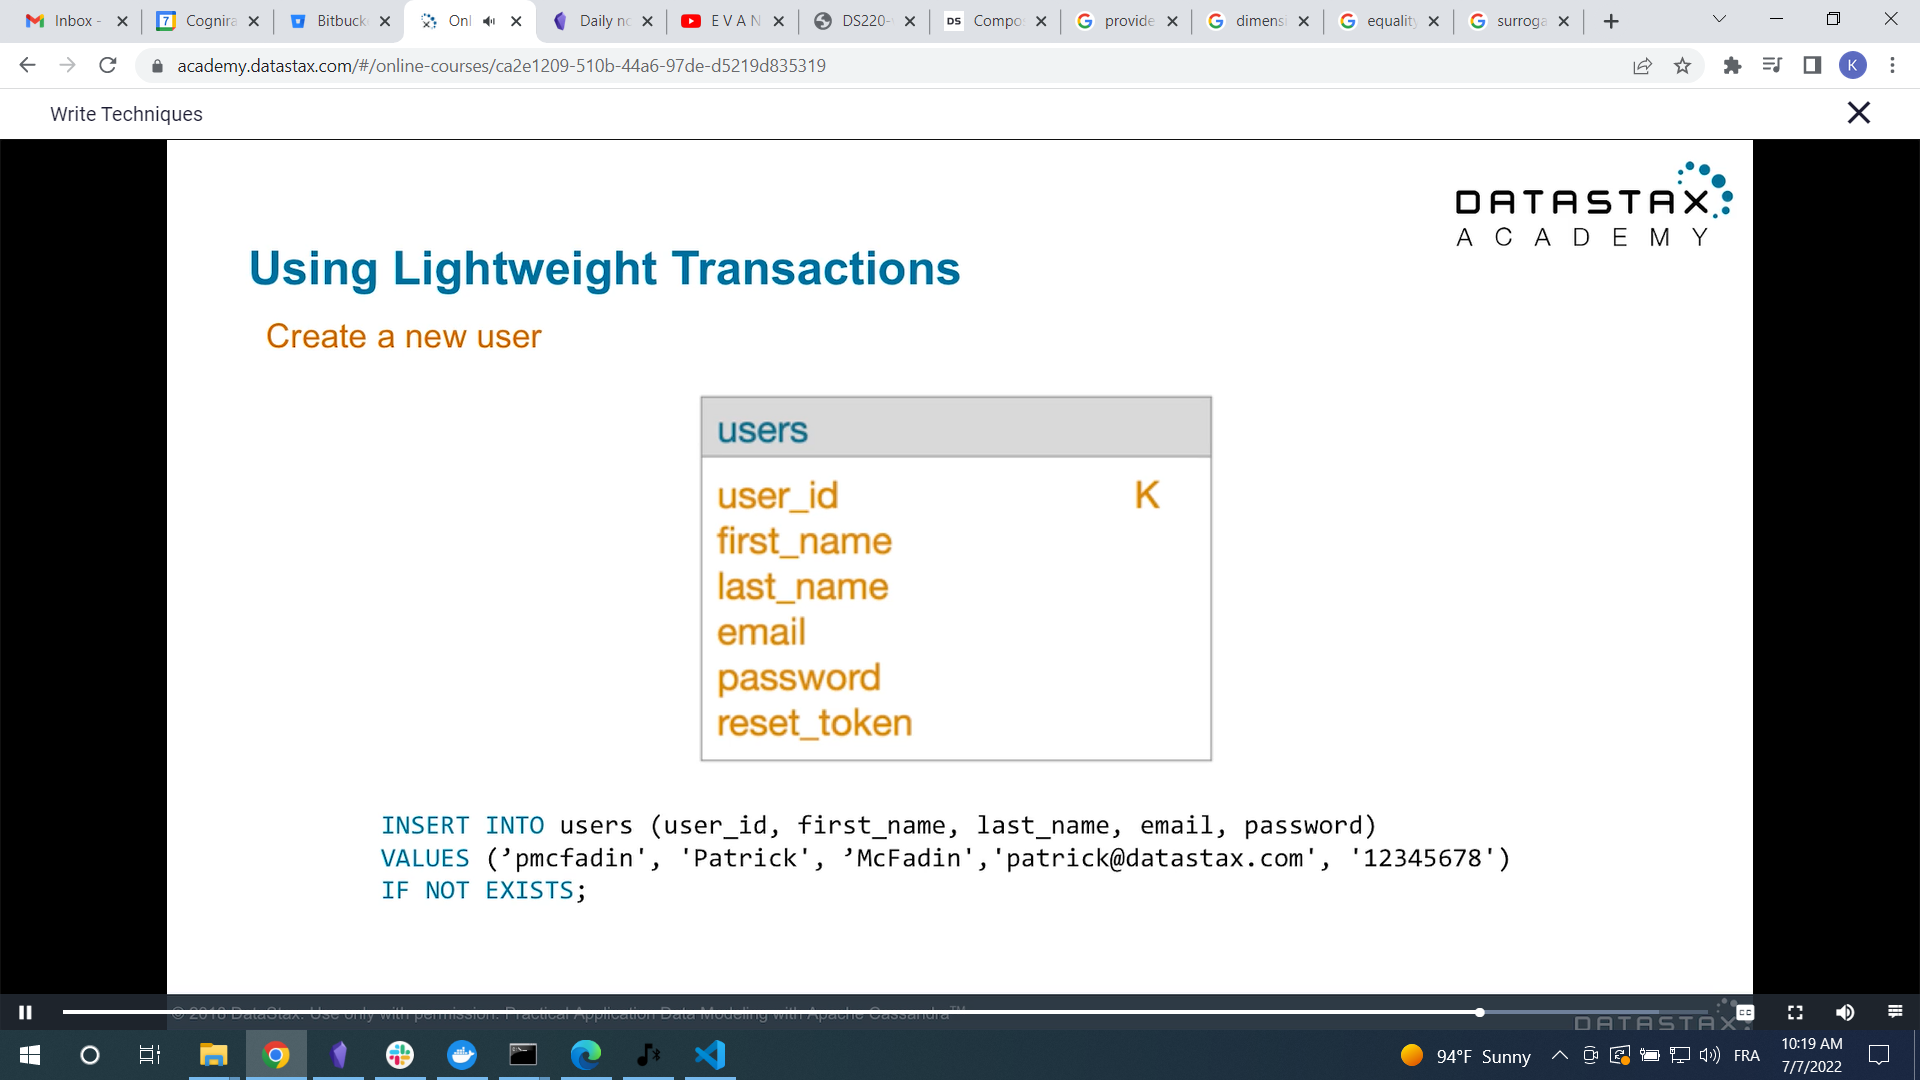 Inbox -
Cognira
Bitbuck
Onl
Daily no
E V A N
DS220-
DS Compo
provide
dimens
equality
surroga
academy.datastax.com/#/online-courses/ca2e1209-510b-44a6-97de-d5219d835319
K
Write Techniques
DATASTAX
ACADEMY
Using Lightweight Transactions
Create a new user
users
user_id K
first_name
last_name
email
password
reset_token
INSERT INTO users (user_id, first_name, last_name, email, password)
VALUES (’pmcfadin', 'Patrick', ’McFadin','patrick@datastax.com', '12345678')
IF NOT EXISTS;
© 2018 DataStax. Use only with permission. Practical Application Data Modeling with Apache Cassandra™
DATASTAX
CC
94°F Sunny
FRA
10:19 AM
7/7/2022